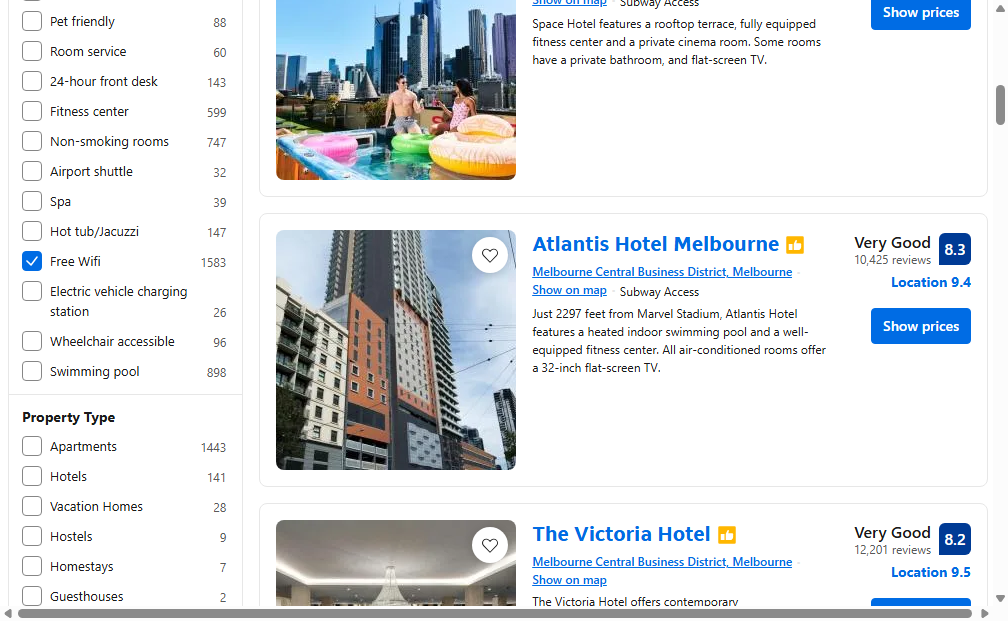 Pet friendly 88
Room service 60
24-hour front desk 143
Fitness center 599
Non-smoking rooms 747
Airport shuttle 32
Spa 39
Hot tub/Jacuzzi 147
Free Wifi 1583
Electric vehicle charging
station 26
Wheelchair accessible 96
Swimming pool 898
Property Type
Apartments 1443
Hotels 141
Vacation Homes 28
Hostels 9
Homestays 7
Guesthouses 2
Show on map · Subway Access
Space Hotel features a rooftop terrace, fully equipped
fitness center and a private cinema room. Some rooms
have a private bathroom, and flat-screen TV.
Show prices
Atlantis Hotel Melbourne
Melbourne Central Business District, Melbourne ·
Show on map · Subway Access
Just 2297 feet from Marvel Stadium, Atlantis Hotel
features a heated indoor swimming pool and a well-
equipped fitness center. All air-conditioned rooms offer
a 32-inch flat-screen TV.
Very Good 8.3
10,425 reviews
Location 9.4
Show prices
The Victoria Hotel
Melbourne Central Business District, Melbourne ·
Show on map
The Victoria Hotel offers contemporary
Very Good 8.2
12,201 reviews
Location 9.5